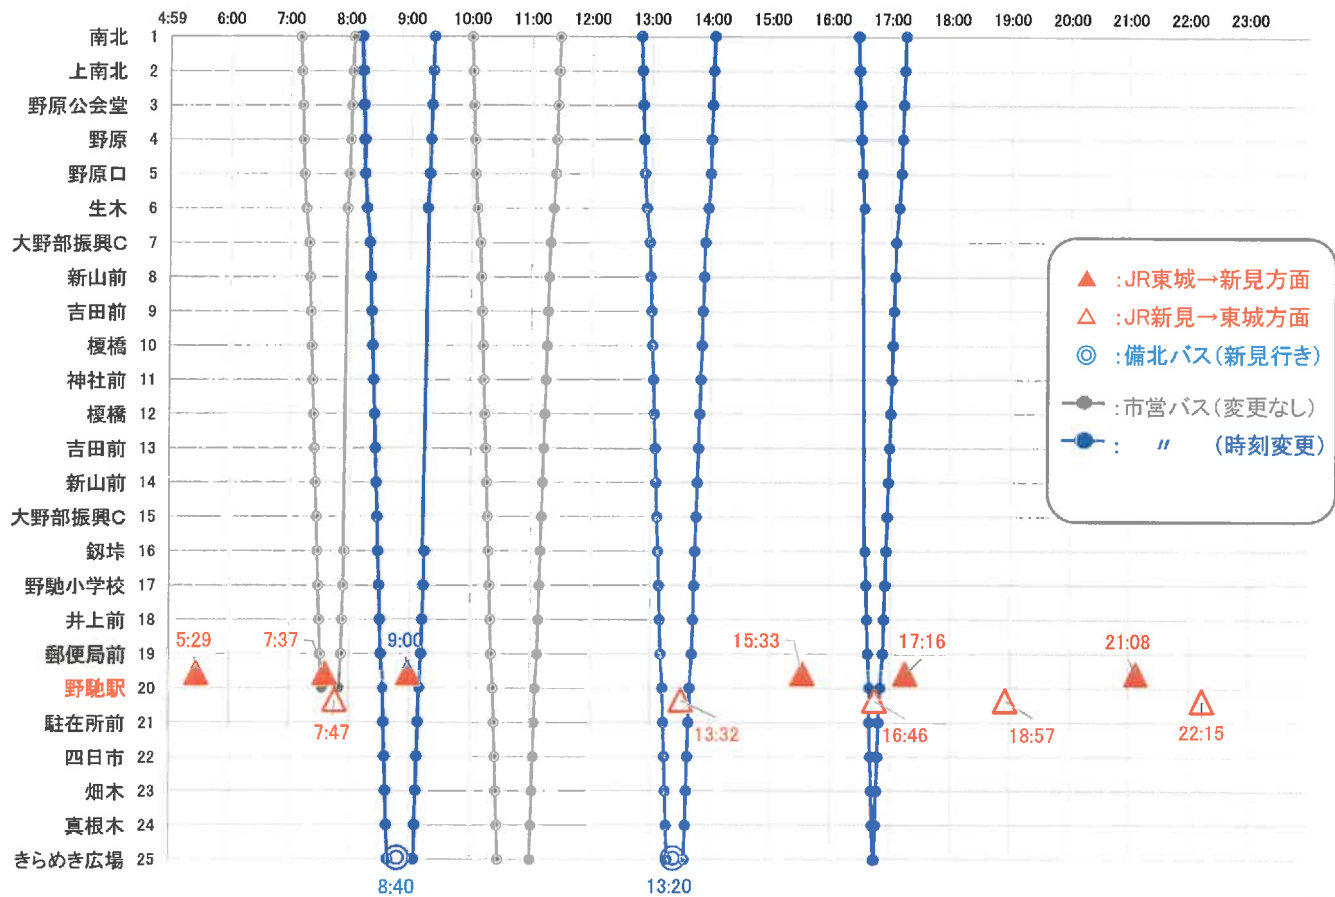 4:59 6:00 7:00 8:00 9:00 10:00 11:00 12:00 13:00 14:00 15:00 16:00 17:00 18:00 19:00 20:00 21:00 22:00 23:00
南北 1
上南北 2
野原公会堂 3
野原 4
野原口 5
生木 6
大野部振興C 7
新山前 8
吉田前 9
榎橋 10
神社前 11
榎橋 12
吉田前 13
新山前 14
大野部振興C 15
釼垰 16
野馳小学校 17
井上前 18
郵便局前 19
野馳駅 20
駐在所前 21
四日市 22
畑木 23
真根木 24
きらめき広場 25
5:29 7:37 9:00 15:33 17:16 21:08
7:47 13:32 16:46 18:57 22:15
8:40 13:20
▲ :JR東城→新見方面
△ :JR新見→東城方面
◎ :備北バス(新見行き)
:市営バス(変更なし)
: 〃 (時刻変更)